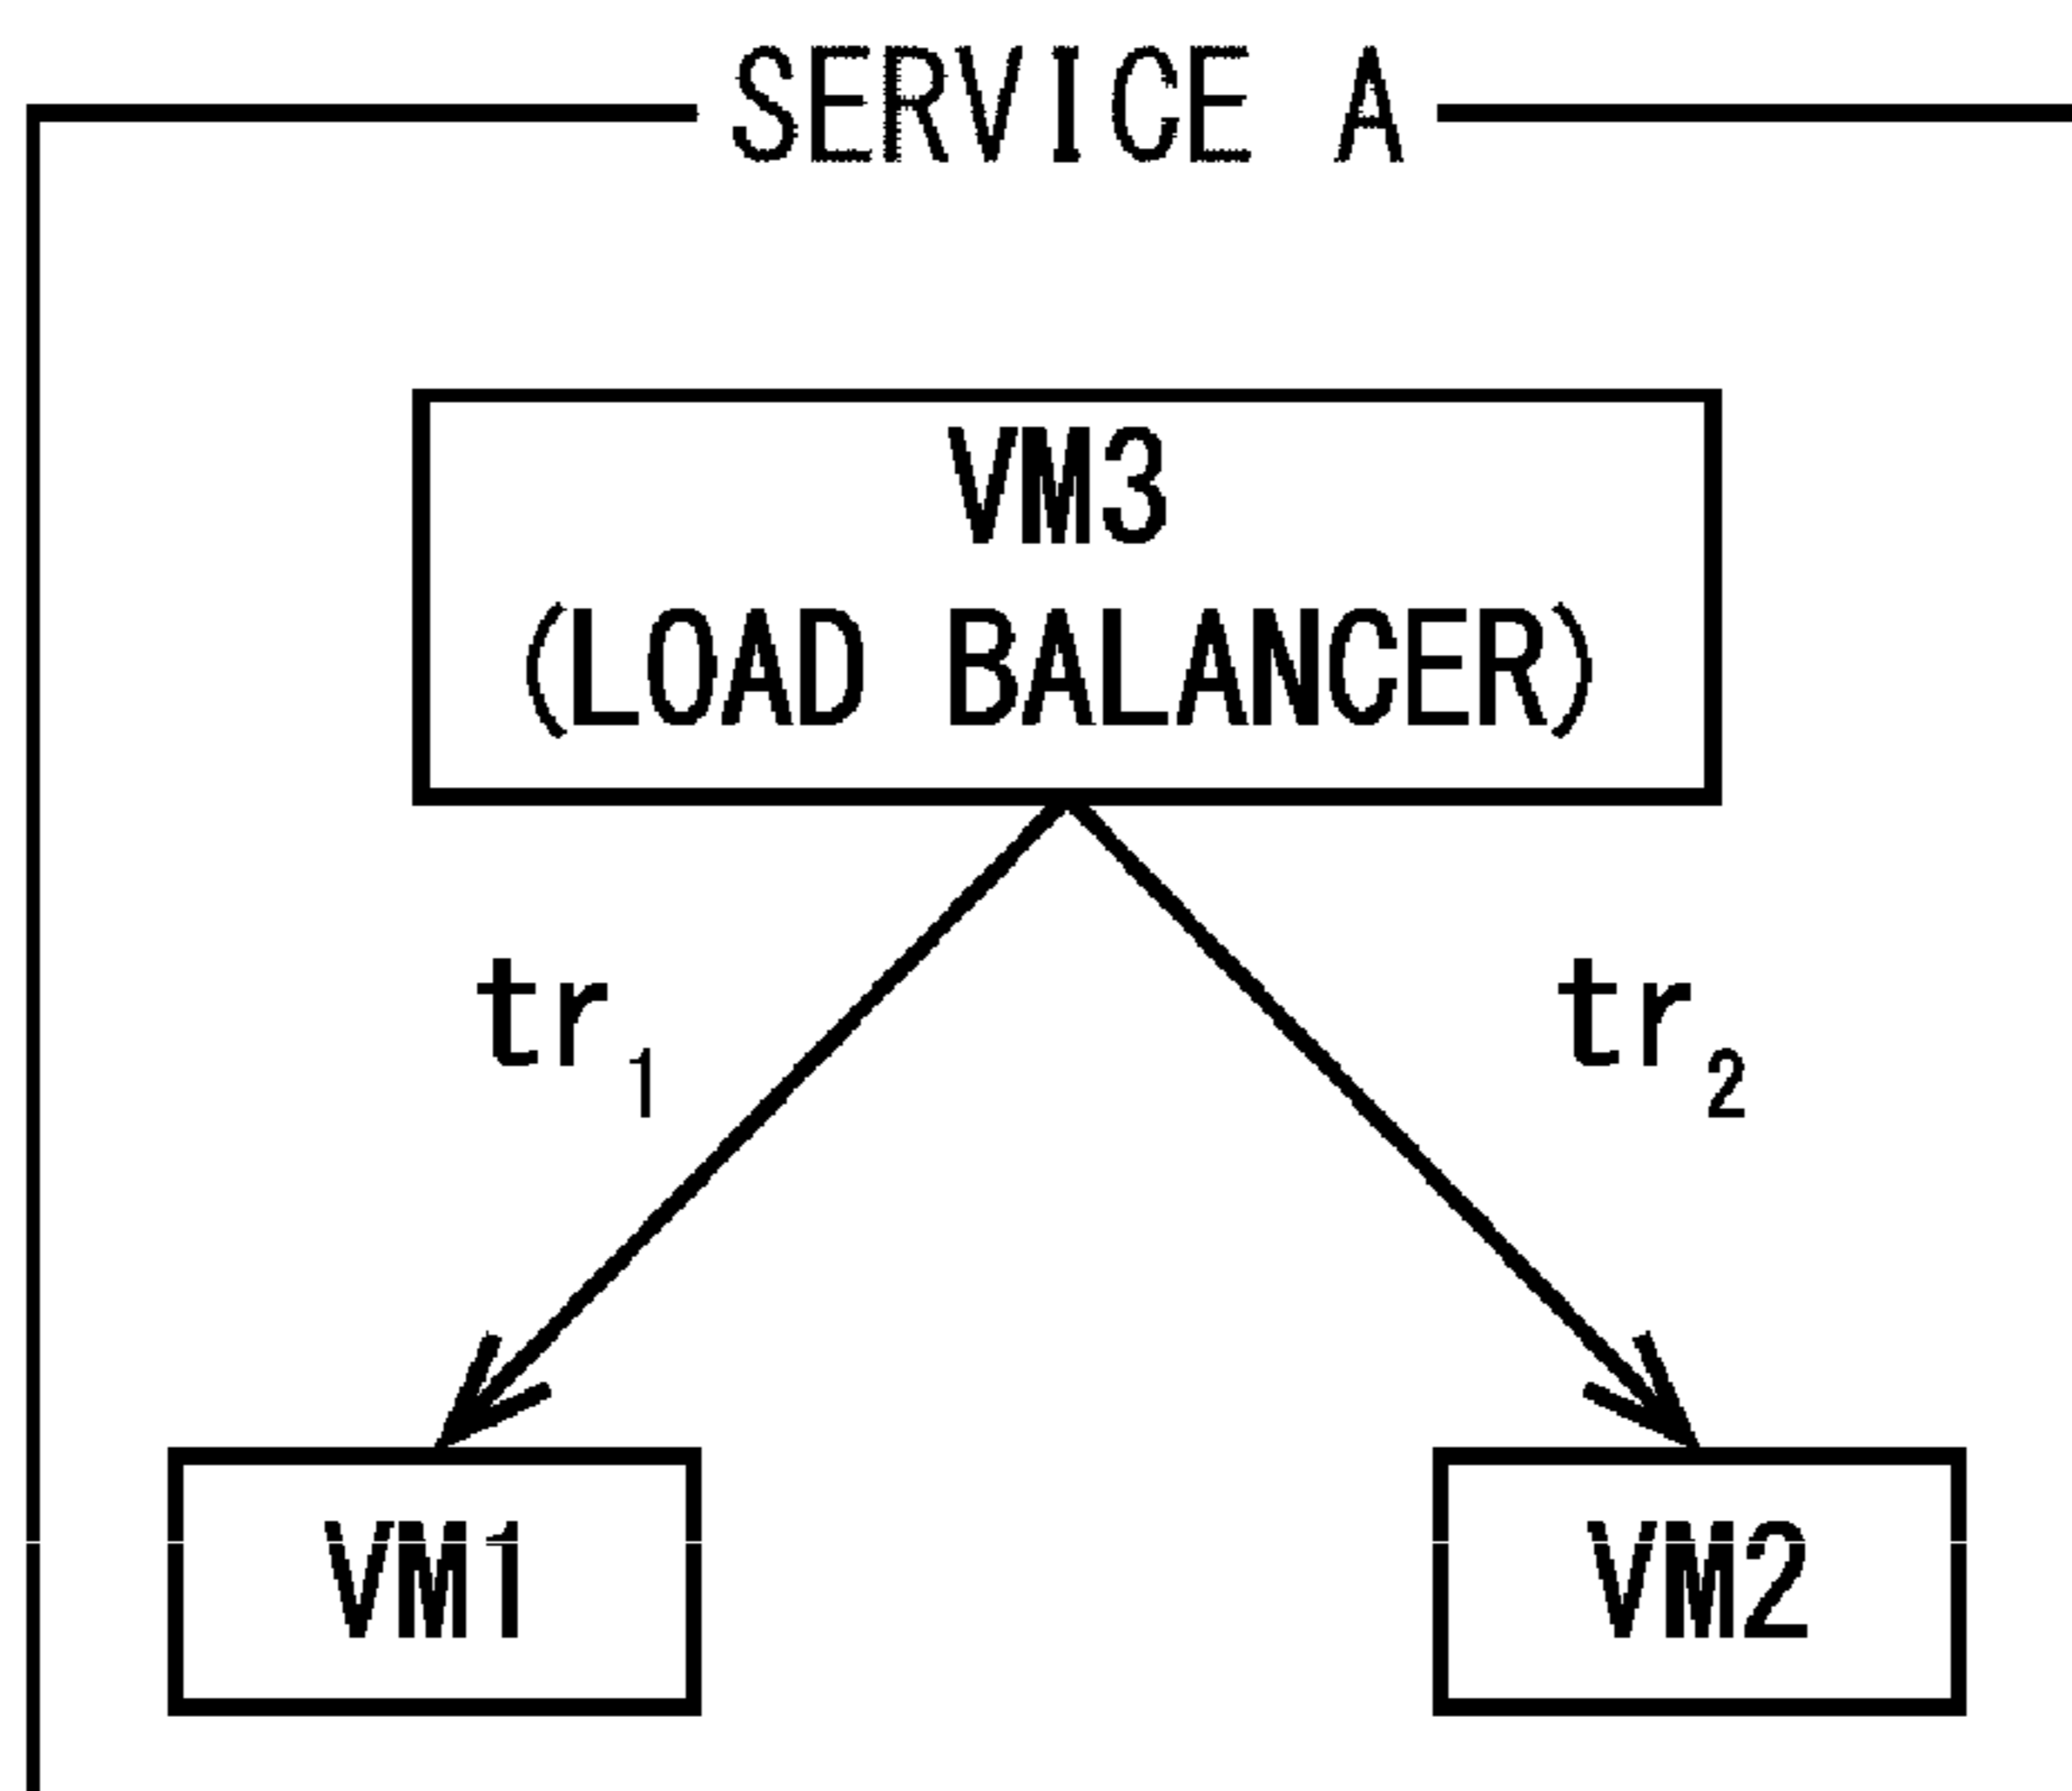 SERVICE A
VM3
(LOAD BALANCER)
tr₁ tr₂
VM1 VM2